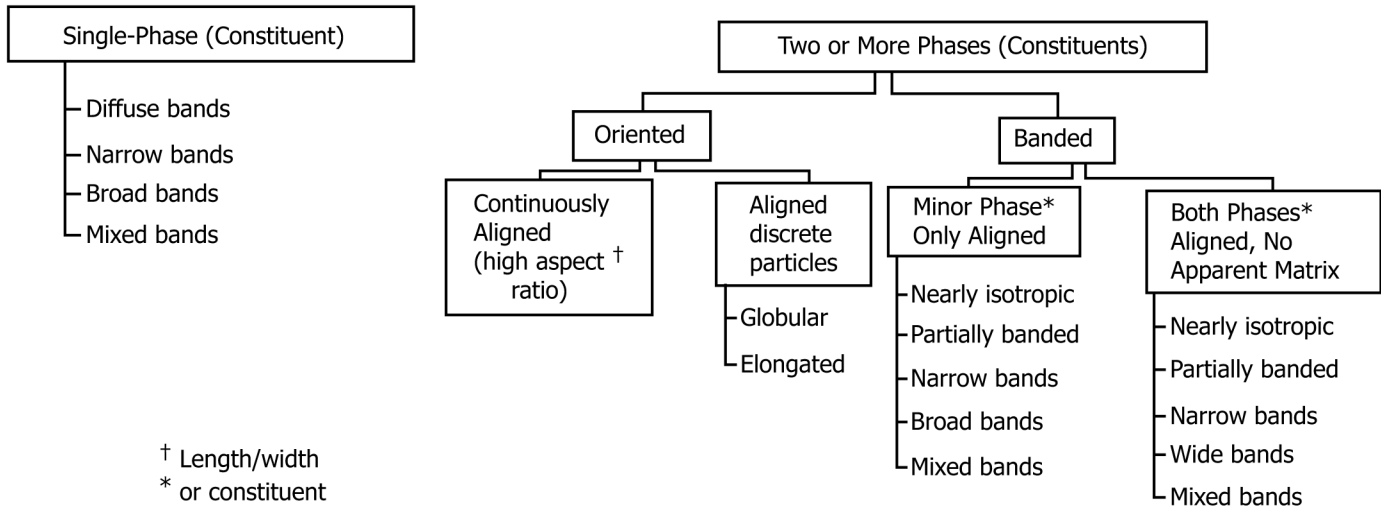 Single-Phase (Constituent)
Diffuse bands
Narrow bands
Broad bands
Mixed bands
Two or More Phases (Constituents)
Oriented
Continuously
Aligned
(high aspect †
ratio)
Aligned
discrete
particles
Globular
Elongated
Banded
Minor Phase*
Only Aligned
Nearly isotropic
Partially banded
Narrow bands
Broad bands
Mixed bands
Both Phases*
Aligned, No
Apparent Matrix
Nearly isotropic
Partially banded
Narrow bands
Wide bands
Mixed bands
† Length/width
* or constituent